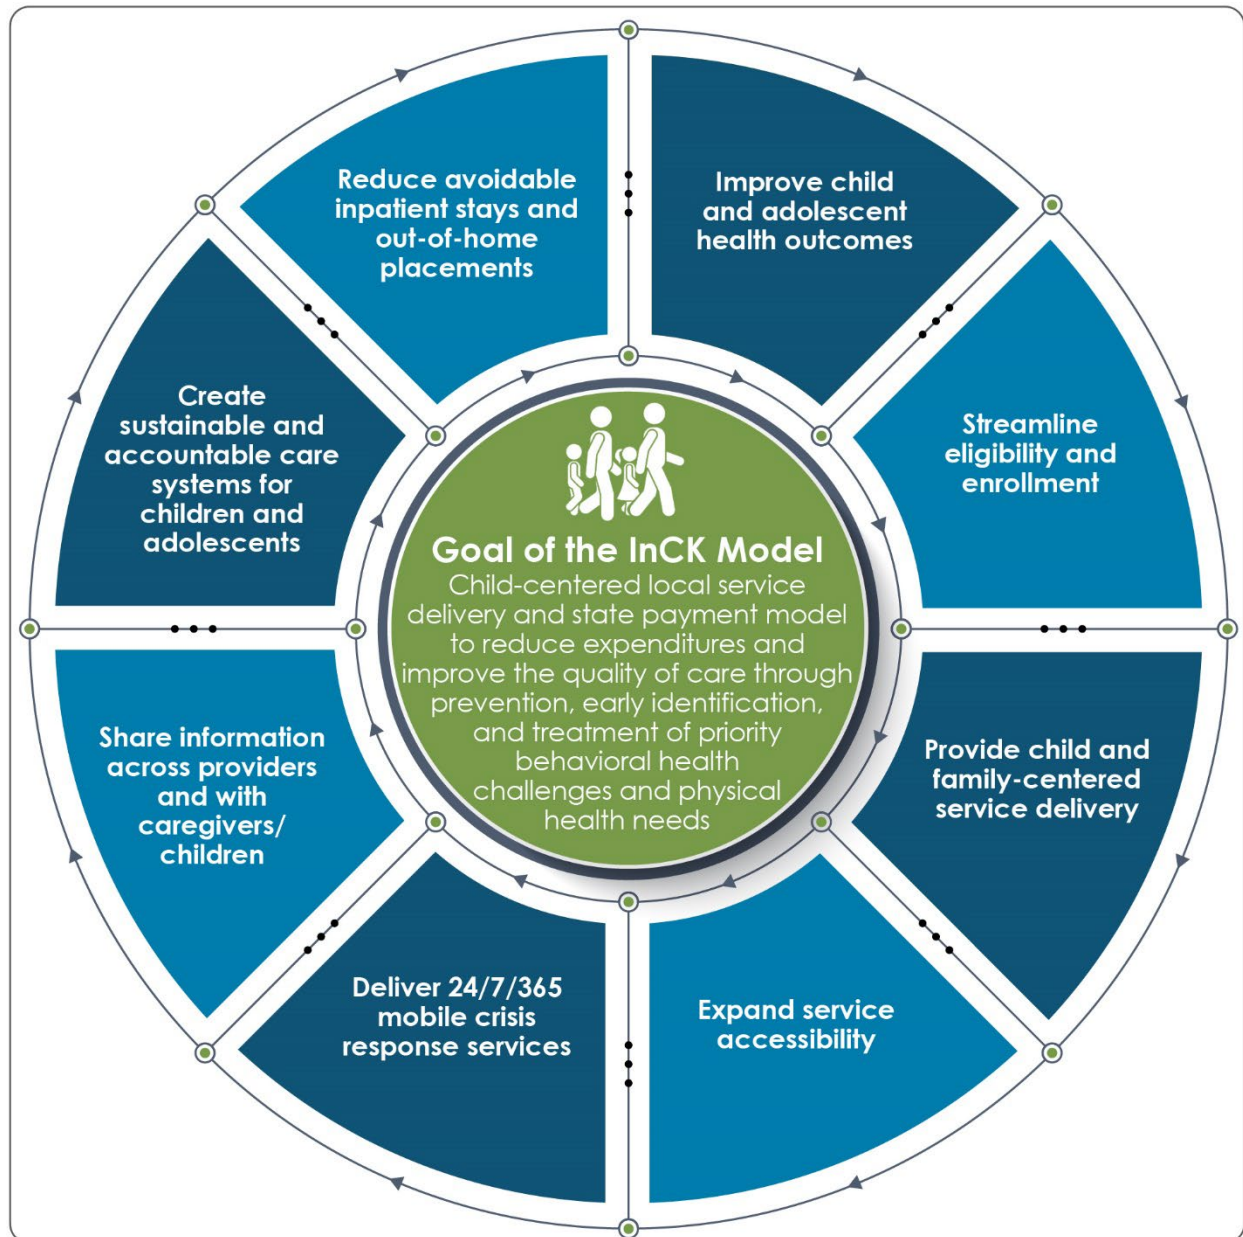 Reduce avoidable
inpatient stays and
out-of-home
placements
Improve child
and adolescent
health outcomes
Streamline
eligibility and
enrollment
Provide child and
family-centered
service delivery
Expand service
accessibility
Deliver 24/7/365
mobile crisis
response services
Share information
across providers
and with
caregivers/
children
Create
sustainable and
accountable care
systems for
children and
adolescents
Goal of the InCK Model
Child-centered local service
delivery and state payment model
to reduce expenditures and
improve the quality of care through
prevention, early identification,
and treatment of priority
behavioral health
challenges and physical
health needs